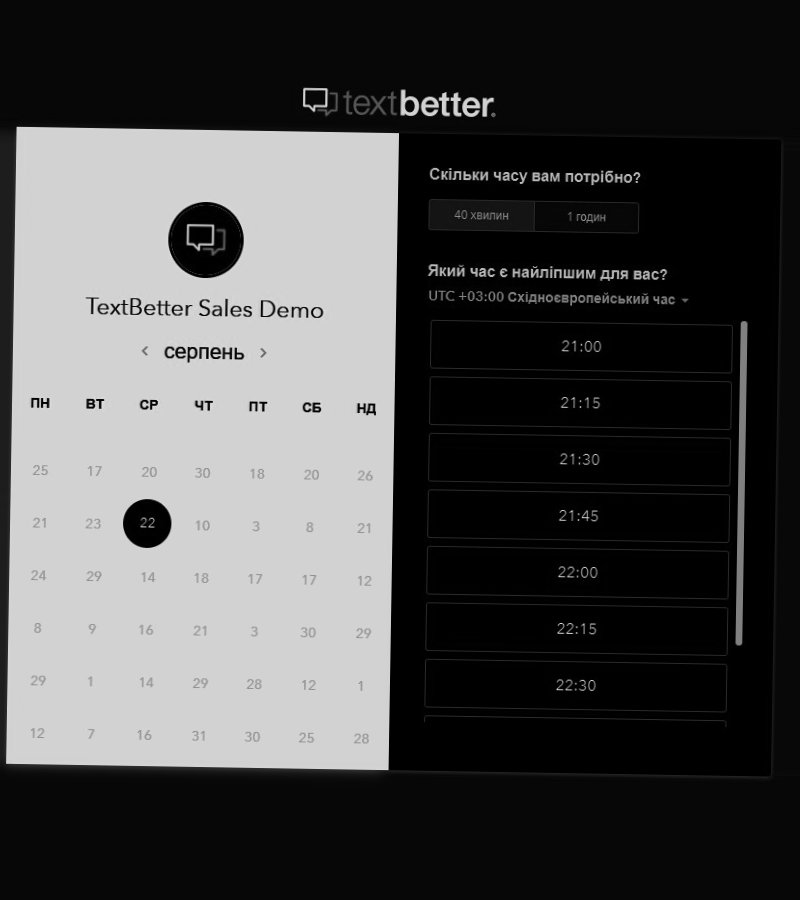 textbetter.
TextBetter Sales Demo
серпень
ПН ВТ СР ЧТ ПТ СБ НД
25 17 20 30 18 20 26
21 23 22 10 3 8 21
24 29 14 18 17 17 12
8 9 16 21 3 30 29
29 1 14 29 28 12 1
12 7 16 31 30 25 28
Скільки часу вам потрібно?
40 хвилин 1 годин
Який час є найліпшим для вас?
UTC +03:00 Східноєвропейський час
21:00
21:15
21:30
21:45
22:00
22:15
22:30